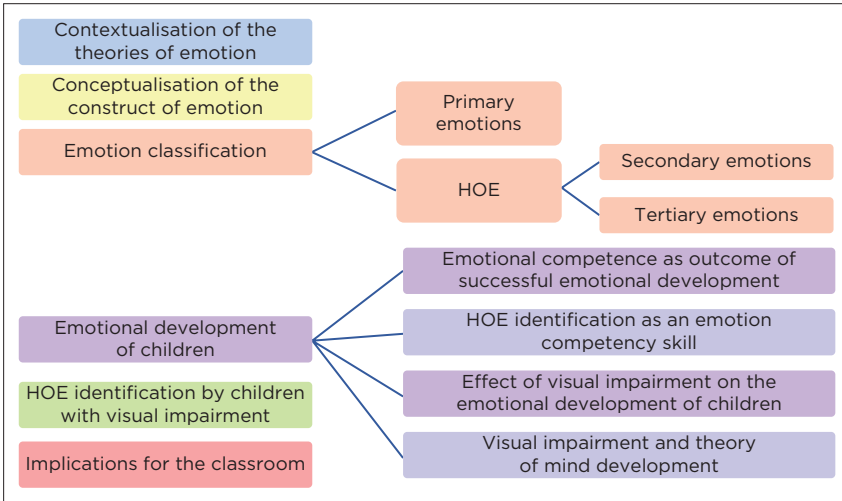 Contextualisation of the
theories of emotion
Conceptualisation of the
construct of emotion
Emotion classification
Primary
emotions
HOE
Secondary emotions
Tertiary emotions
Emotional development
of children
Emotional competence as outcome of
successful emotional development
HOE identification as an emotion
competency skill
Effect of visual impairment on the
emotional development of children
Visual impairment and theory
of mind development
HOE identification by children
with visual impairment
Implications for the classroom